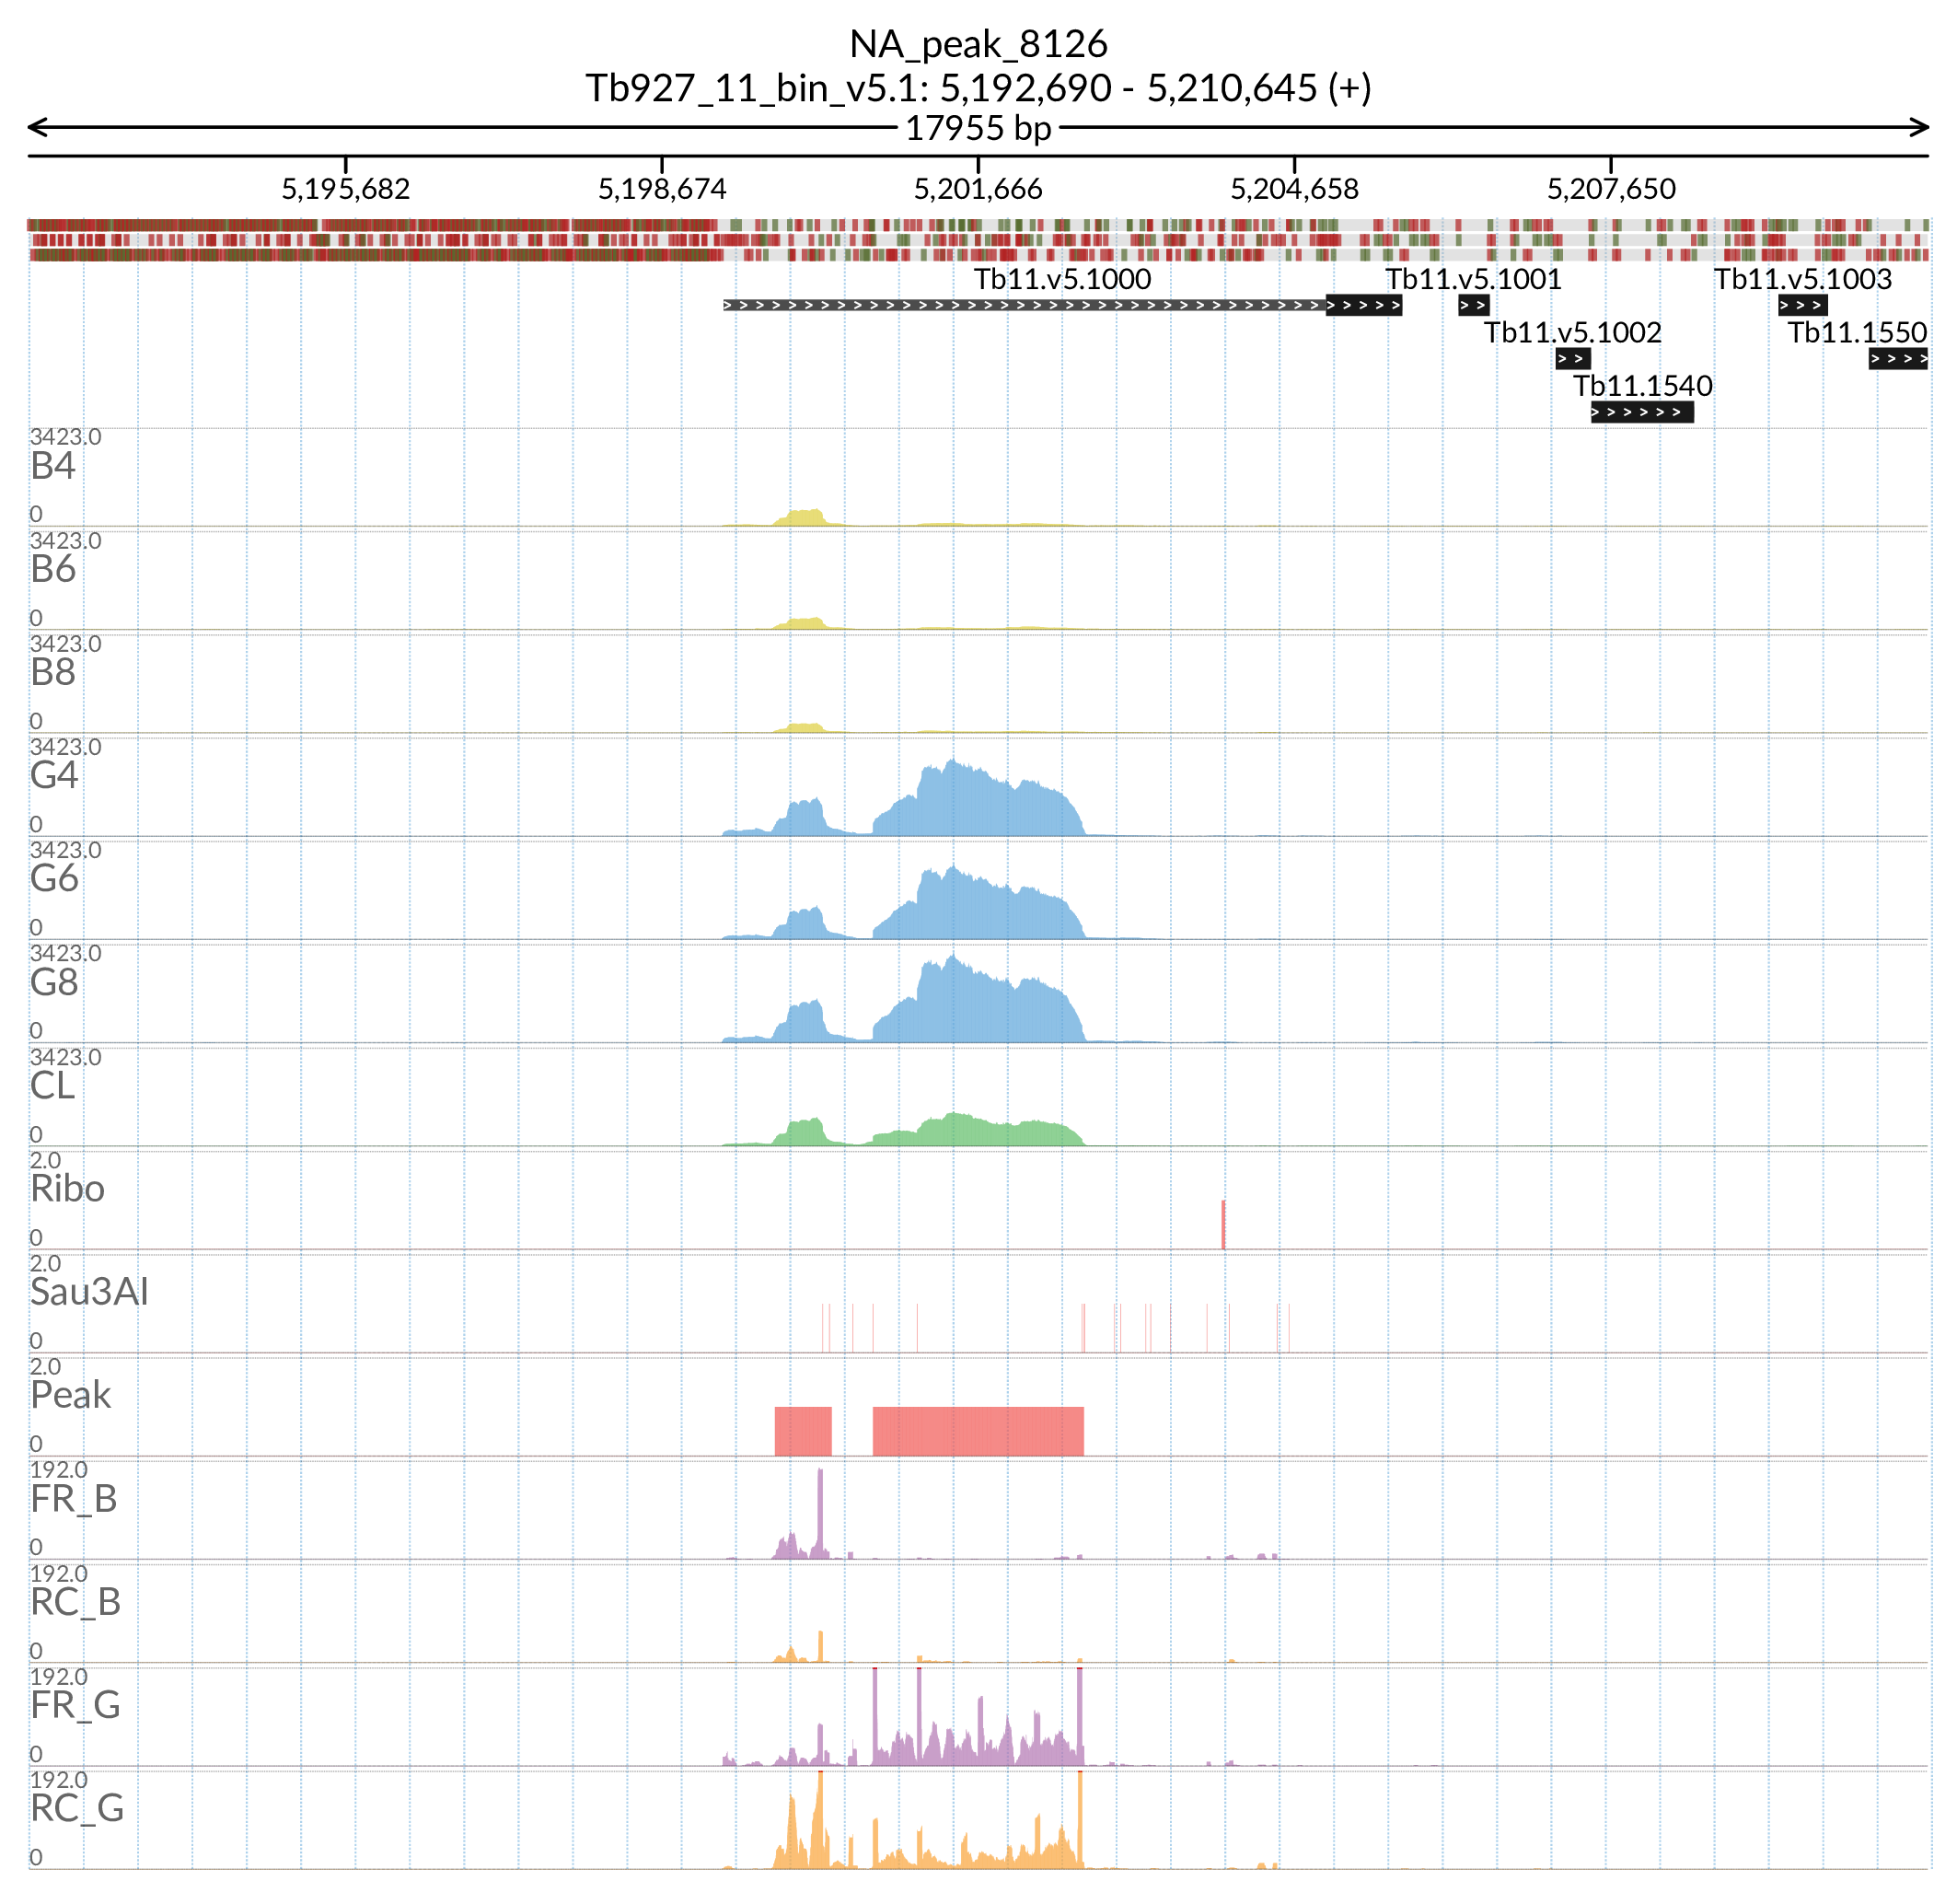 NA_peak_8126
Tb927_11_bin_v5.1: 5,192,690 - 5,210,645 (+)
17955 bp
5,195,682 5,198,674 5,201,666 5,204,658 5,207,650
Tb11.v5.1000 Tb11.v5.1001 Tb11.v5.1003
Tb11.v5.1002 Tb11.1550
Tb11.1540
3423.0
B4
0
3423.0
B6
0
3423.0
B8
0
3423.0
G4
0
3423.0
G6
0
3423.0
G8
0
3423.0
CL
0
2.0
Ribo
0
2.0
Sau3AI
0
2.0
Peak
0
192.0
FR_B
0
192.0
RC_B
0
192.0
FR_G
0
192.0
RC_G
0